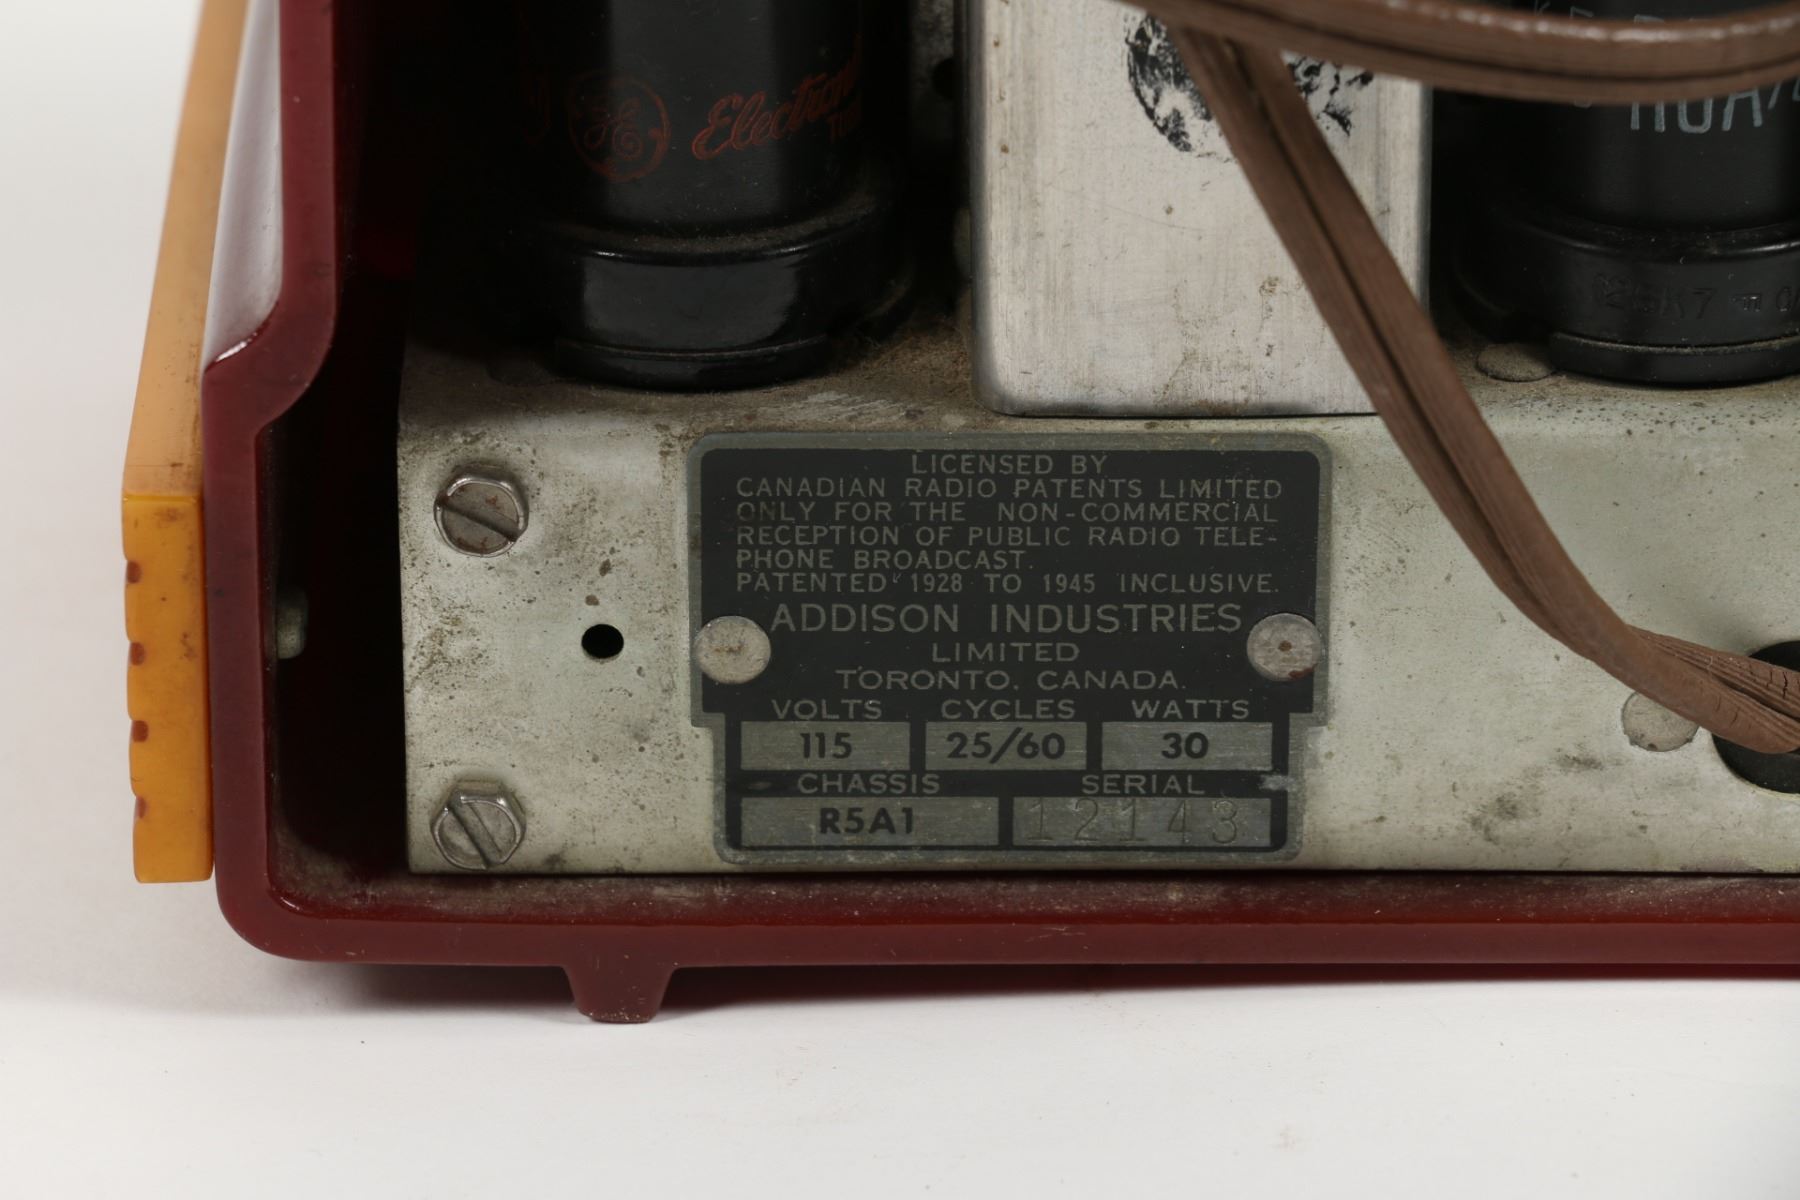 GE Electronic
LICENSED BY
CANADIAN RADIO PATENTS LIMITED
ONLY FOR THE NON-COMMERCIAL
RECEPTION OF PUBLIC RADIO TELE-
PHONE BROADCAST.
PATENTED 1928 TO 1945 INCLUSIVE.
ADDISON INDUSTRIES
LIMITED
TORONTO, CANADA.
VOLTS CYCLES WATTS
115 25/60 30
CHASSIS SERIAL
R5A1 12143